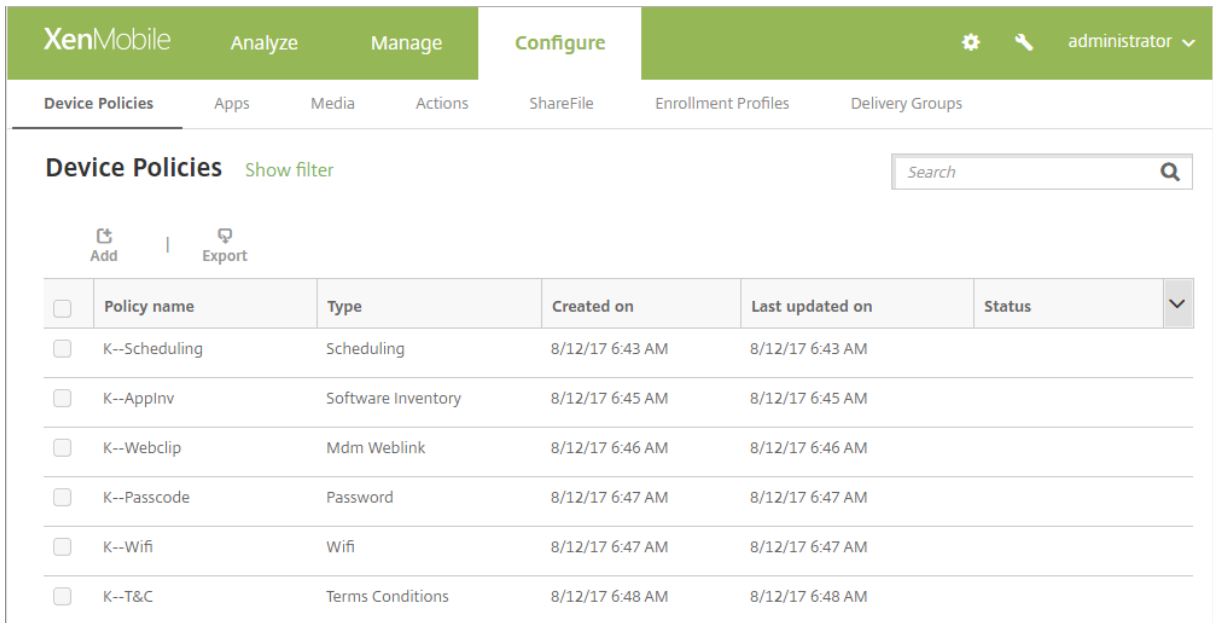 XenMobile Analyze Manage Configure administrator
Device Policies Apps Media Actions ShareFile Enrollment Profiles Delivery Groups
Device Policies Show filter Search
Add | Export
Policy name Type Created on Last updated on Status
K--Scheduling Scheduling 8/12/17 6:43 AM 8/12/17 6:43 AM
K--AppInv Software Inventory 8/12/17 6:45 AM 8/12/17 6:45 AM
K--Webclip Mdm Weblink 8/12/17 6:46 AM 8/12/17 6:46 AM
K--Passcode Password 8/12/17 6:47 AM 8/12/17 6:47 AM
K--Wifi Wifi 8/12/17 6:47 AM 8/12/17 6:47 AM
K--T&C Terms Conditions 8/12/17 6:48 AM 8/12/17 6:48 AM